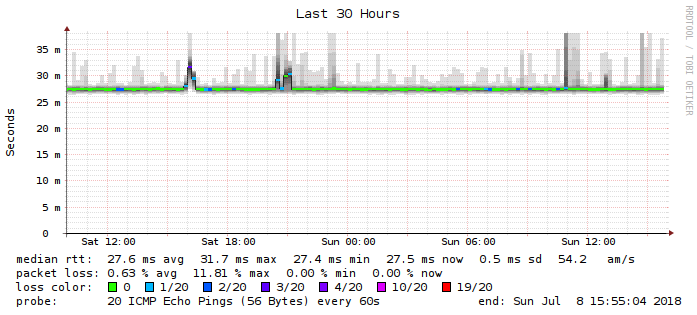 Last 30 Hours
RRDTOOL / TOBI OETIKER
Seconds
35 m
30 m
25 m
20 m
15 m
10 m
5 m
0
Sat 12:00 Sat 18:00 Sun 00:00 Sun 06:00 Sun 12:00
median rtt: 27.6 ms avg 31.7 ms max 27.4 ms min 27.5 ms now 0.5 ms sd 54.2 am/s
packet loss: 0.63 % avg 11.81 % max 0.00 % min 0.00 % now
loss color: 0 1/20 2/20 3/20 4/20 10/20 19/20
probe: 20 ICMP Echo Pings (56 Bytes) every 60s end: Sun Jul 8 15:55:04 2018